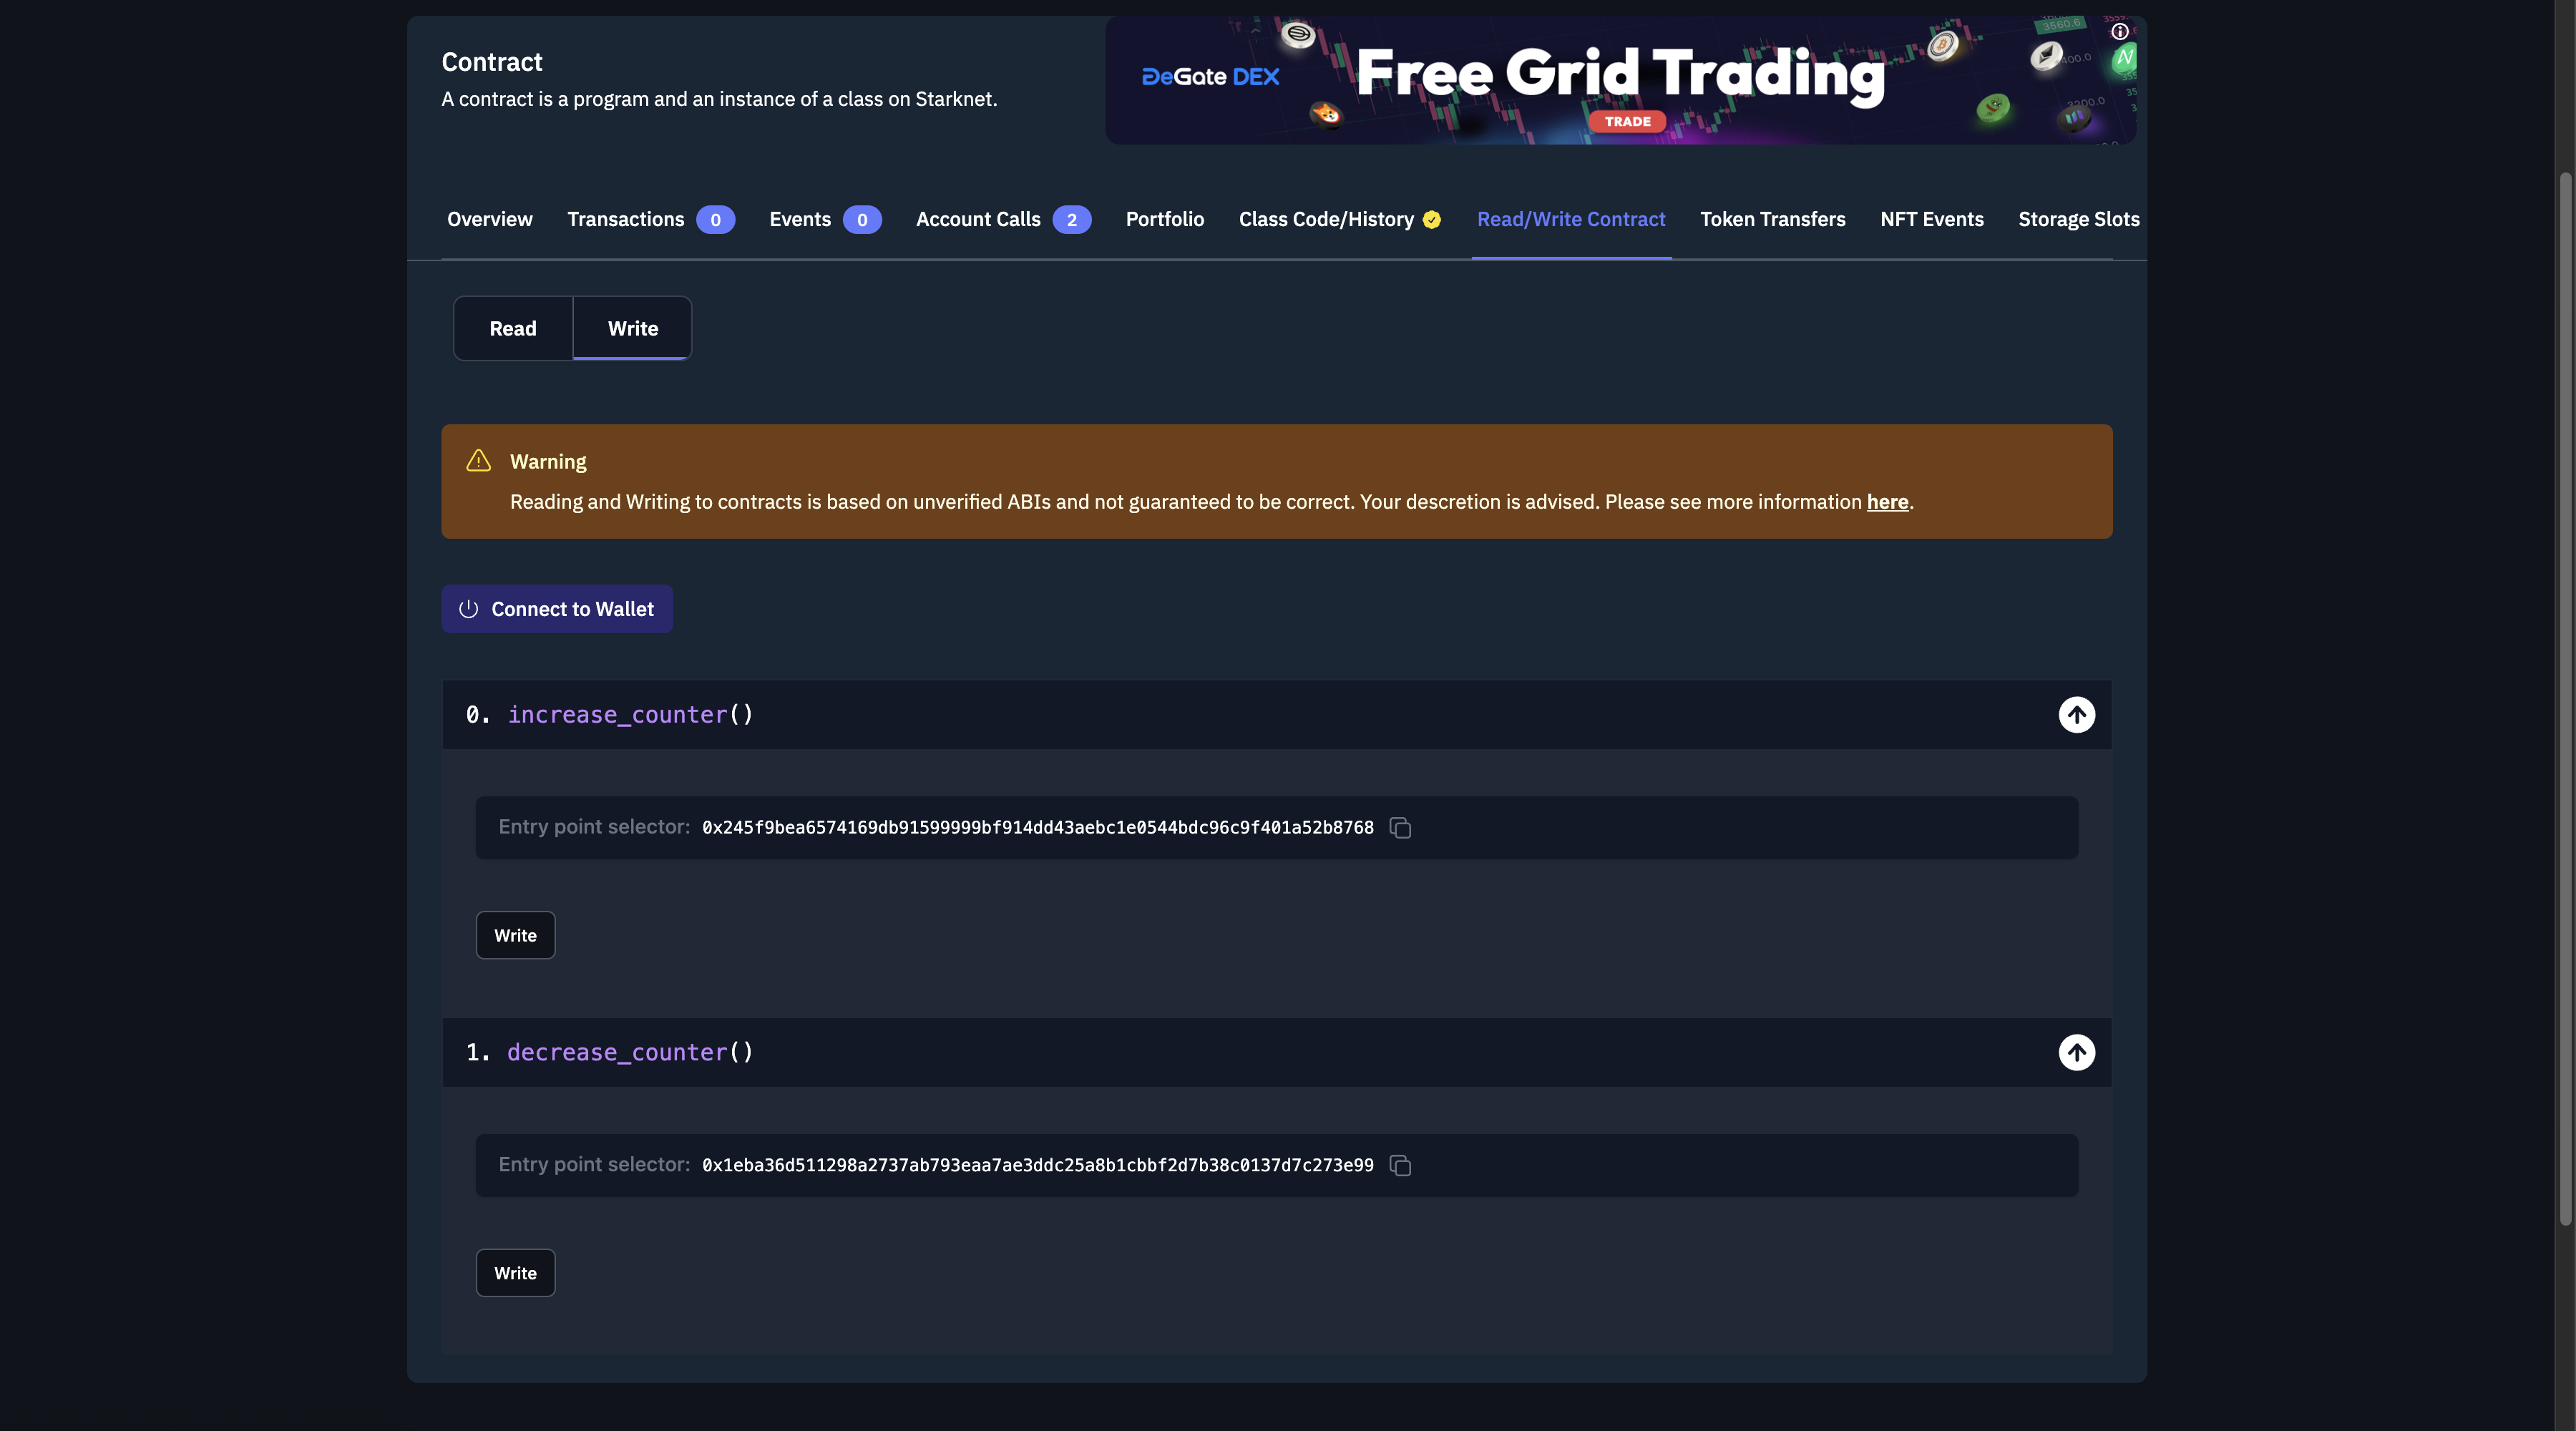 Contract
A contract is a program and an instance of a class on Starknet.
DeGate DEX
Free Grid Trading
TRADE
3560.6
Overview Transactions 0 Events 0 Account Calls 2 Portfolio Class Code/History Read/Write Contract Token Transfers NFT Events Storage Slots
Read Write
Warning
Reading and Writing to contracts is based on unverified ABIs and not guaranteed to be correct. Your descretion is advised. Please see more information here.
Connect to Wallet
0. increase_counter()
Entry point selector: 0x245f9bea6574169db91599999bf914dd43aebc1e0544bdc96c9f401a52b8768
Write
1. decrease_counter()
Entry point selector: 0x1eba36d511298a2737ab793eaa7ae3ddc25a8b1cbbf2d7b38c0137d7c273e99
Write